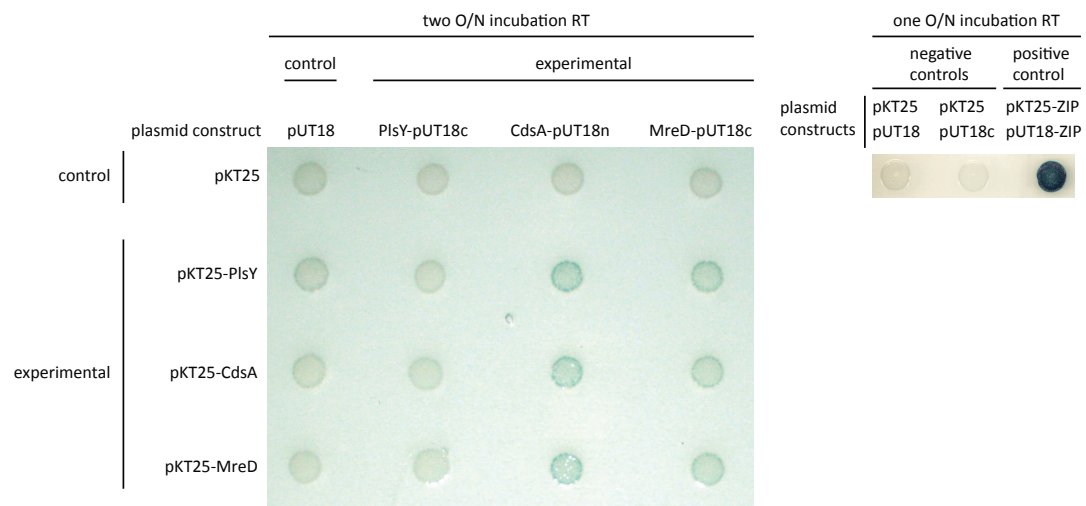 two O/N incubation RT
control
experimental
plasmid construct
pUT18
PlsY-pUT18c
CdsA-pUT18n
MreD-pUT18c
control
pKT25
experimental
pKT25-PlsY
pKT25-CdsA
pKT25-MreD
one O/N incubation RT
negative
controls
positive
control
plasmid
constructs
pKT25
pUT18
pKT25
pUT18c
pKT25-ZIP
pUT18-ZIP